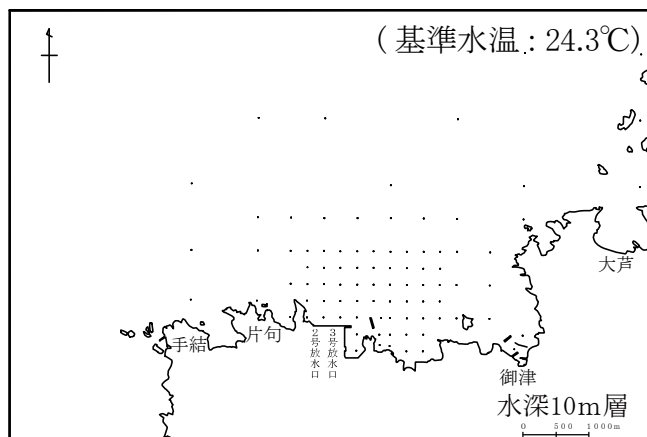 (基準水温：24.3℃)
大芦
手結
片句
2号放水口
3号放水口
御津
水深10m層
0 500 1000m